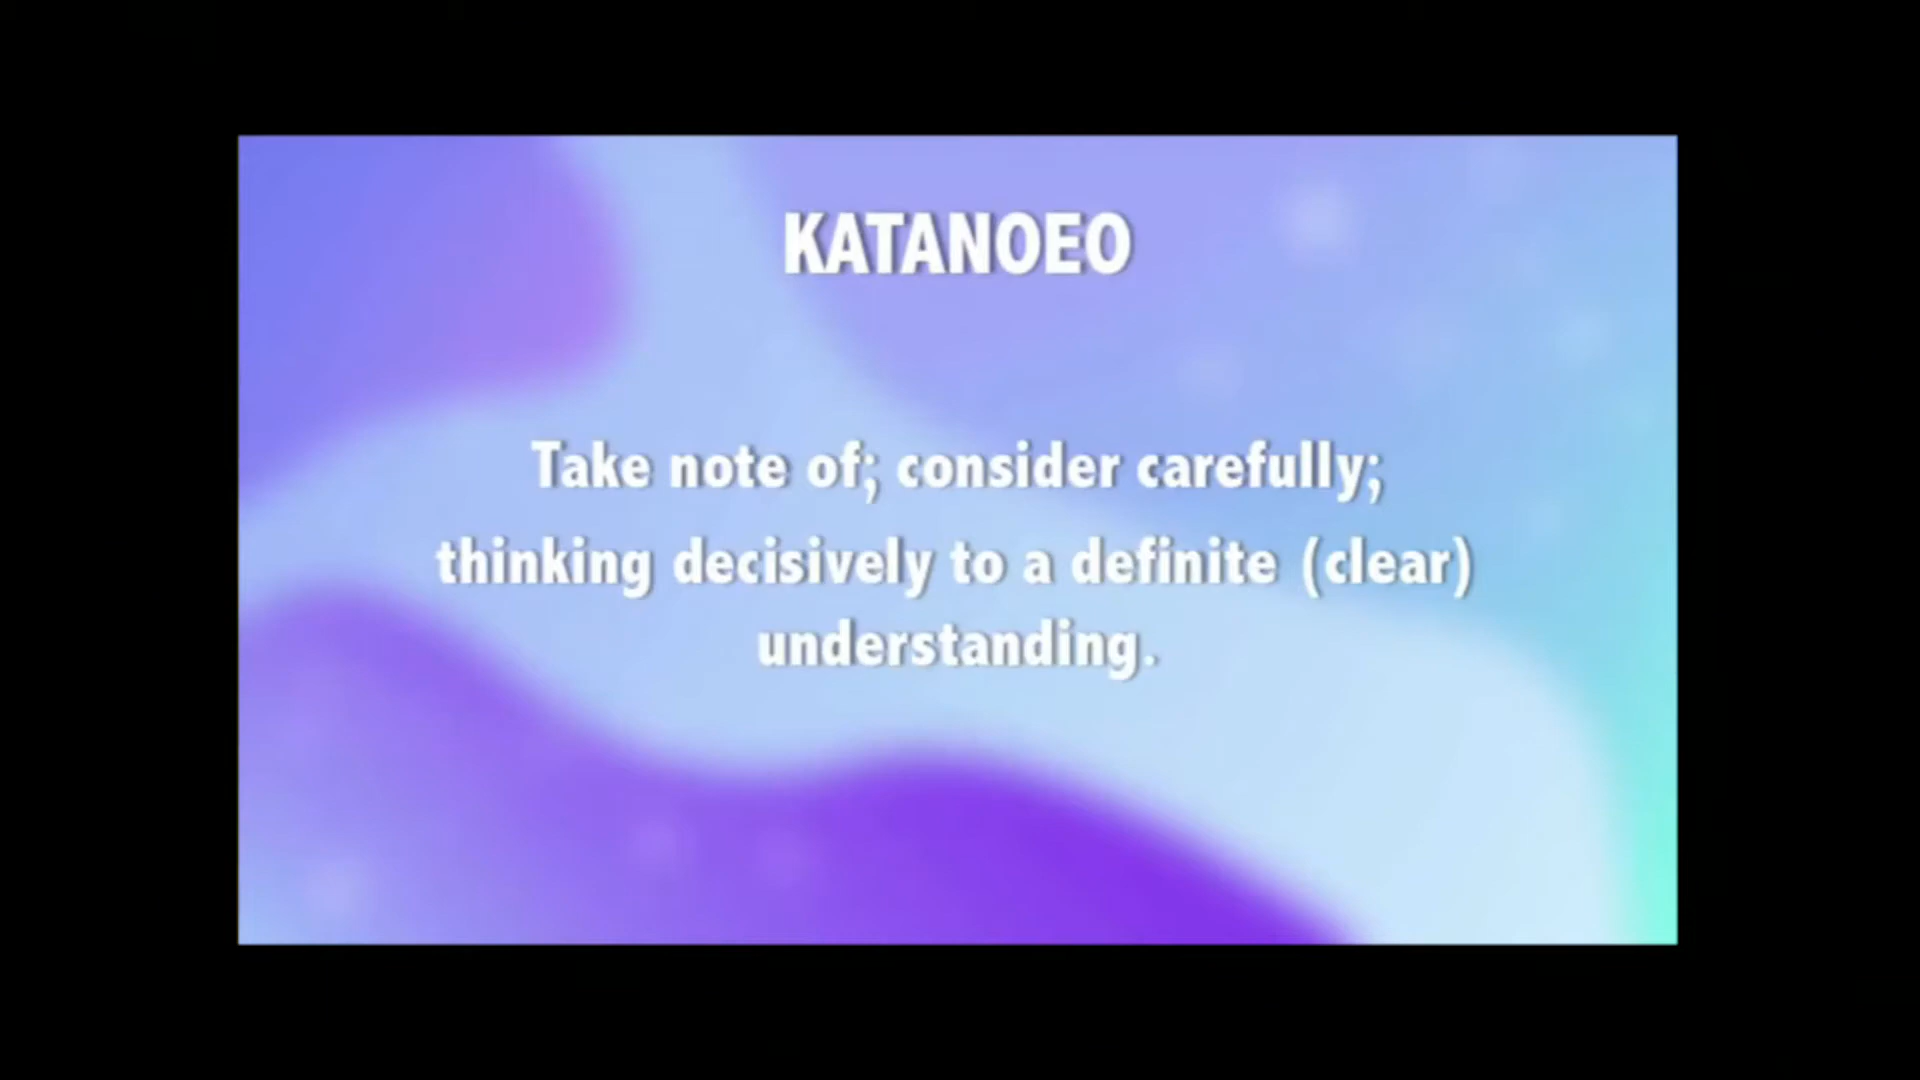 KATANOEO
Take note of; consider carefully;
thinking decisively to a definite (clear)
understanding.